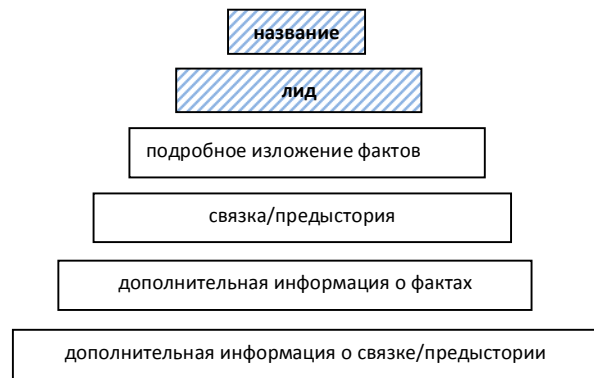 название
лид
подробное изложение фактов
связка/предыстория
дополнительная информация о фактах
дополнительная информация о связке/предыстории